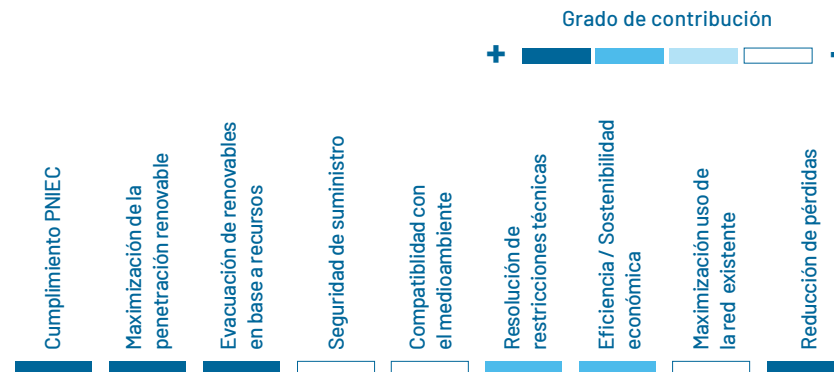 Grado de contribución
+
Cumplimiento PNIEC
Maximización de la
penetración renovable
Evacuación de renovables
en base a recursos
Seguridad de suministro
Compatiblidad con
el medioambiente
Resolución de
restricciones técnicas
Eficiencia / Sostenibilidad
económica
Maximización uso de
la red existente
Reducción de pérdidas